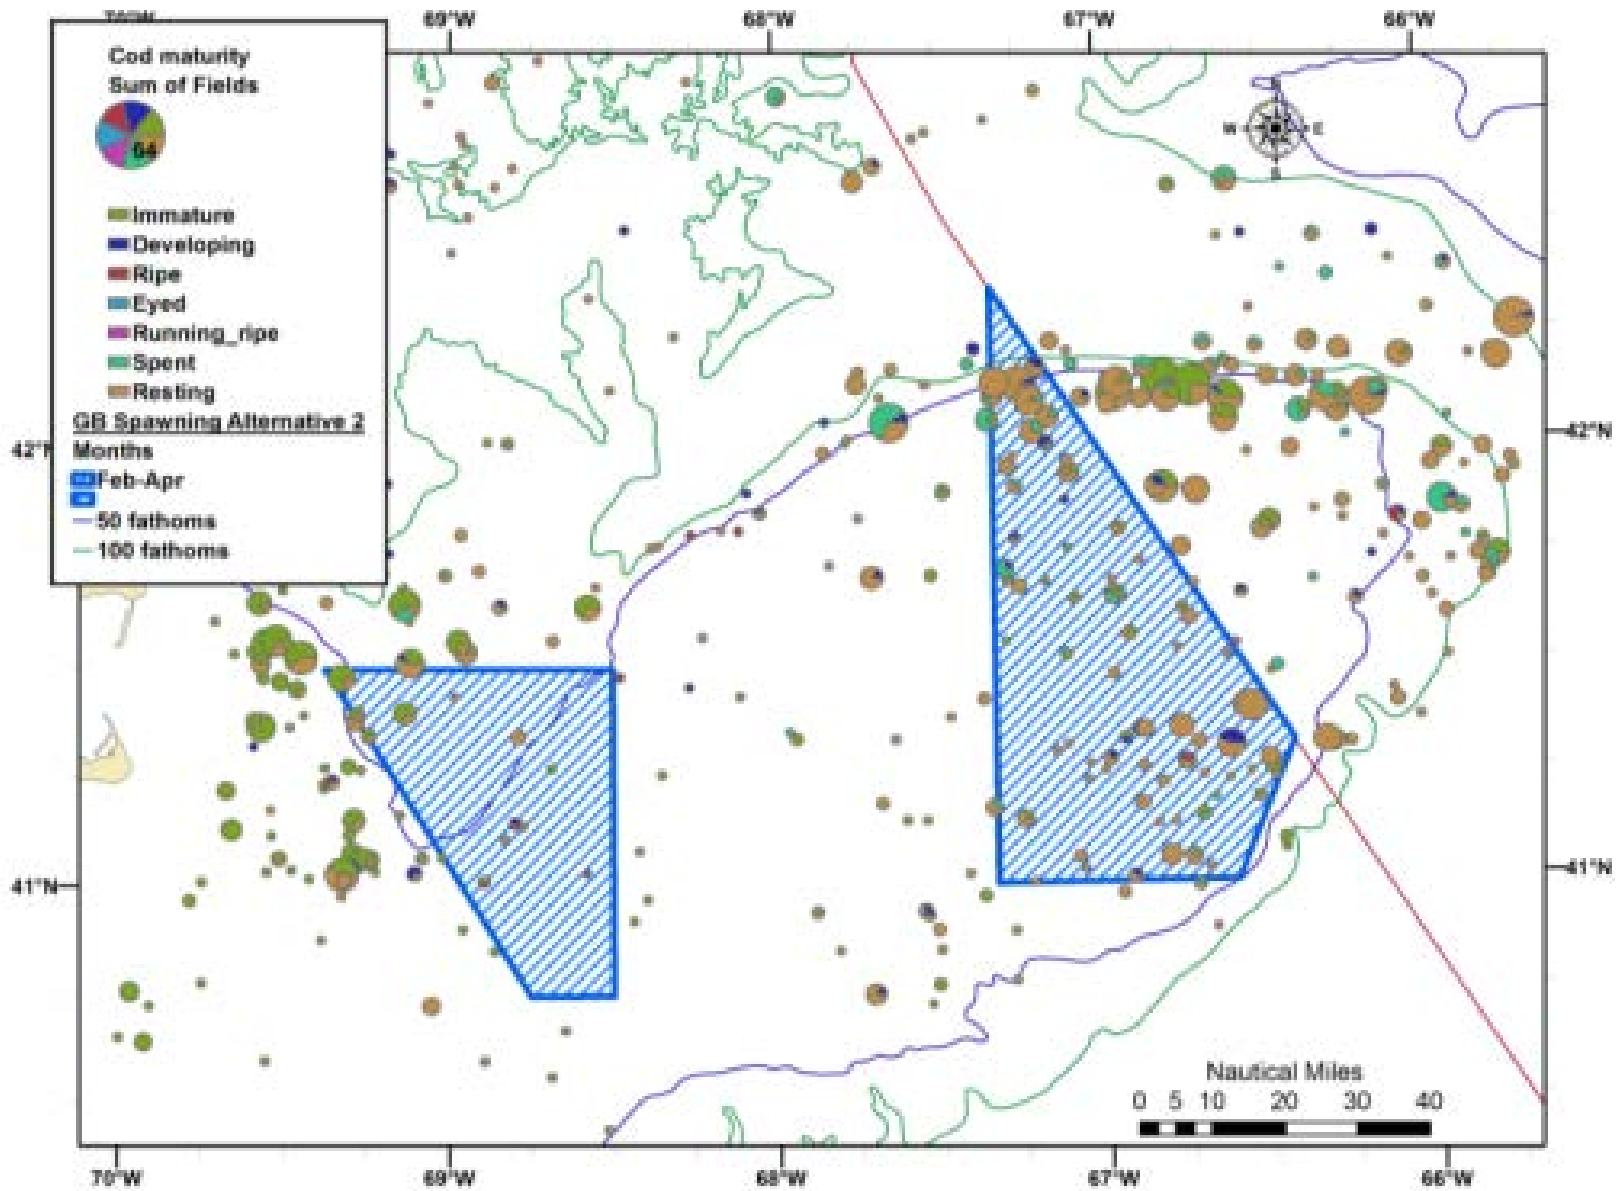 70°W 69°W 68°W 67°W 66°W
Cod maturity
Sum of Fields
64
Immature
Developing
Ripe
Eyed
Running_ripe
Spent
Resting
GB Spawning Alternative 2
Months
Feb-Apr
50 fathoms
100 fathoms
W E
S
42°N 42°N
41°N 41°N
Nautical Miles
0 5 10 20 30 40
70°W 69°W 68°W 67°W 66°W